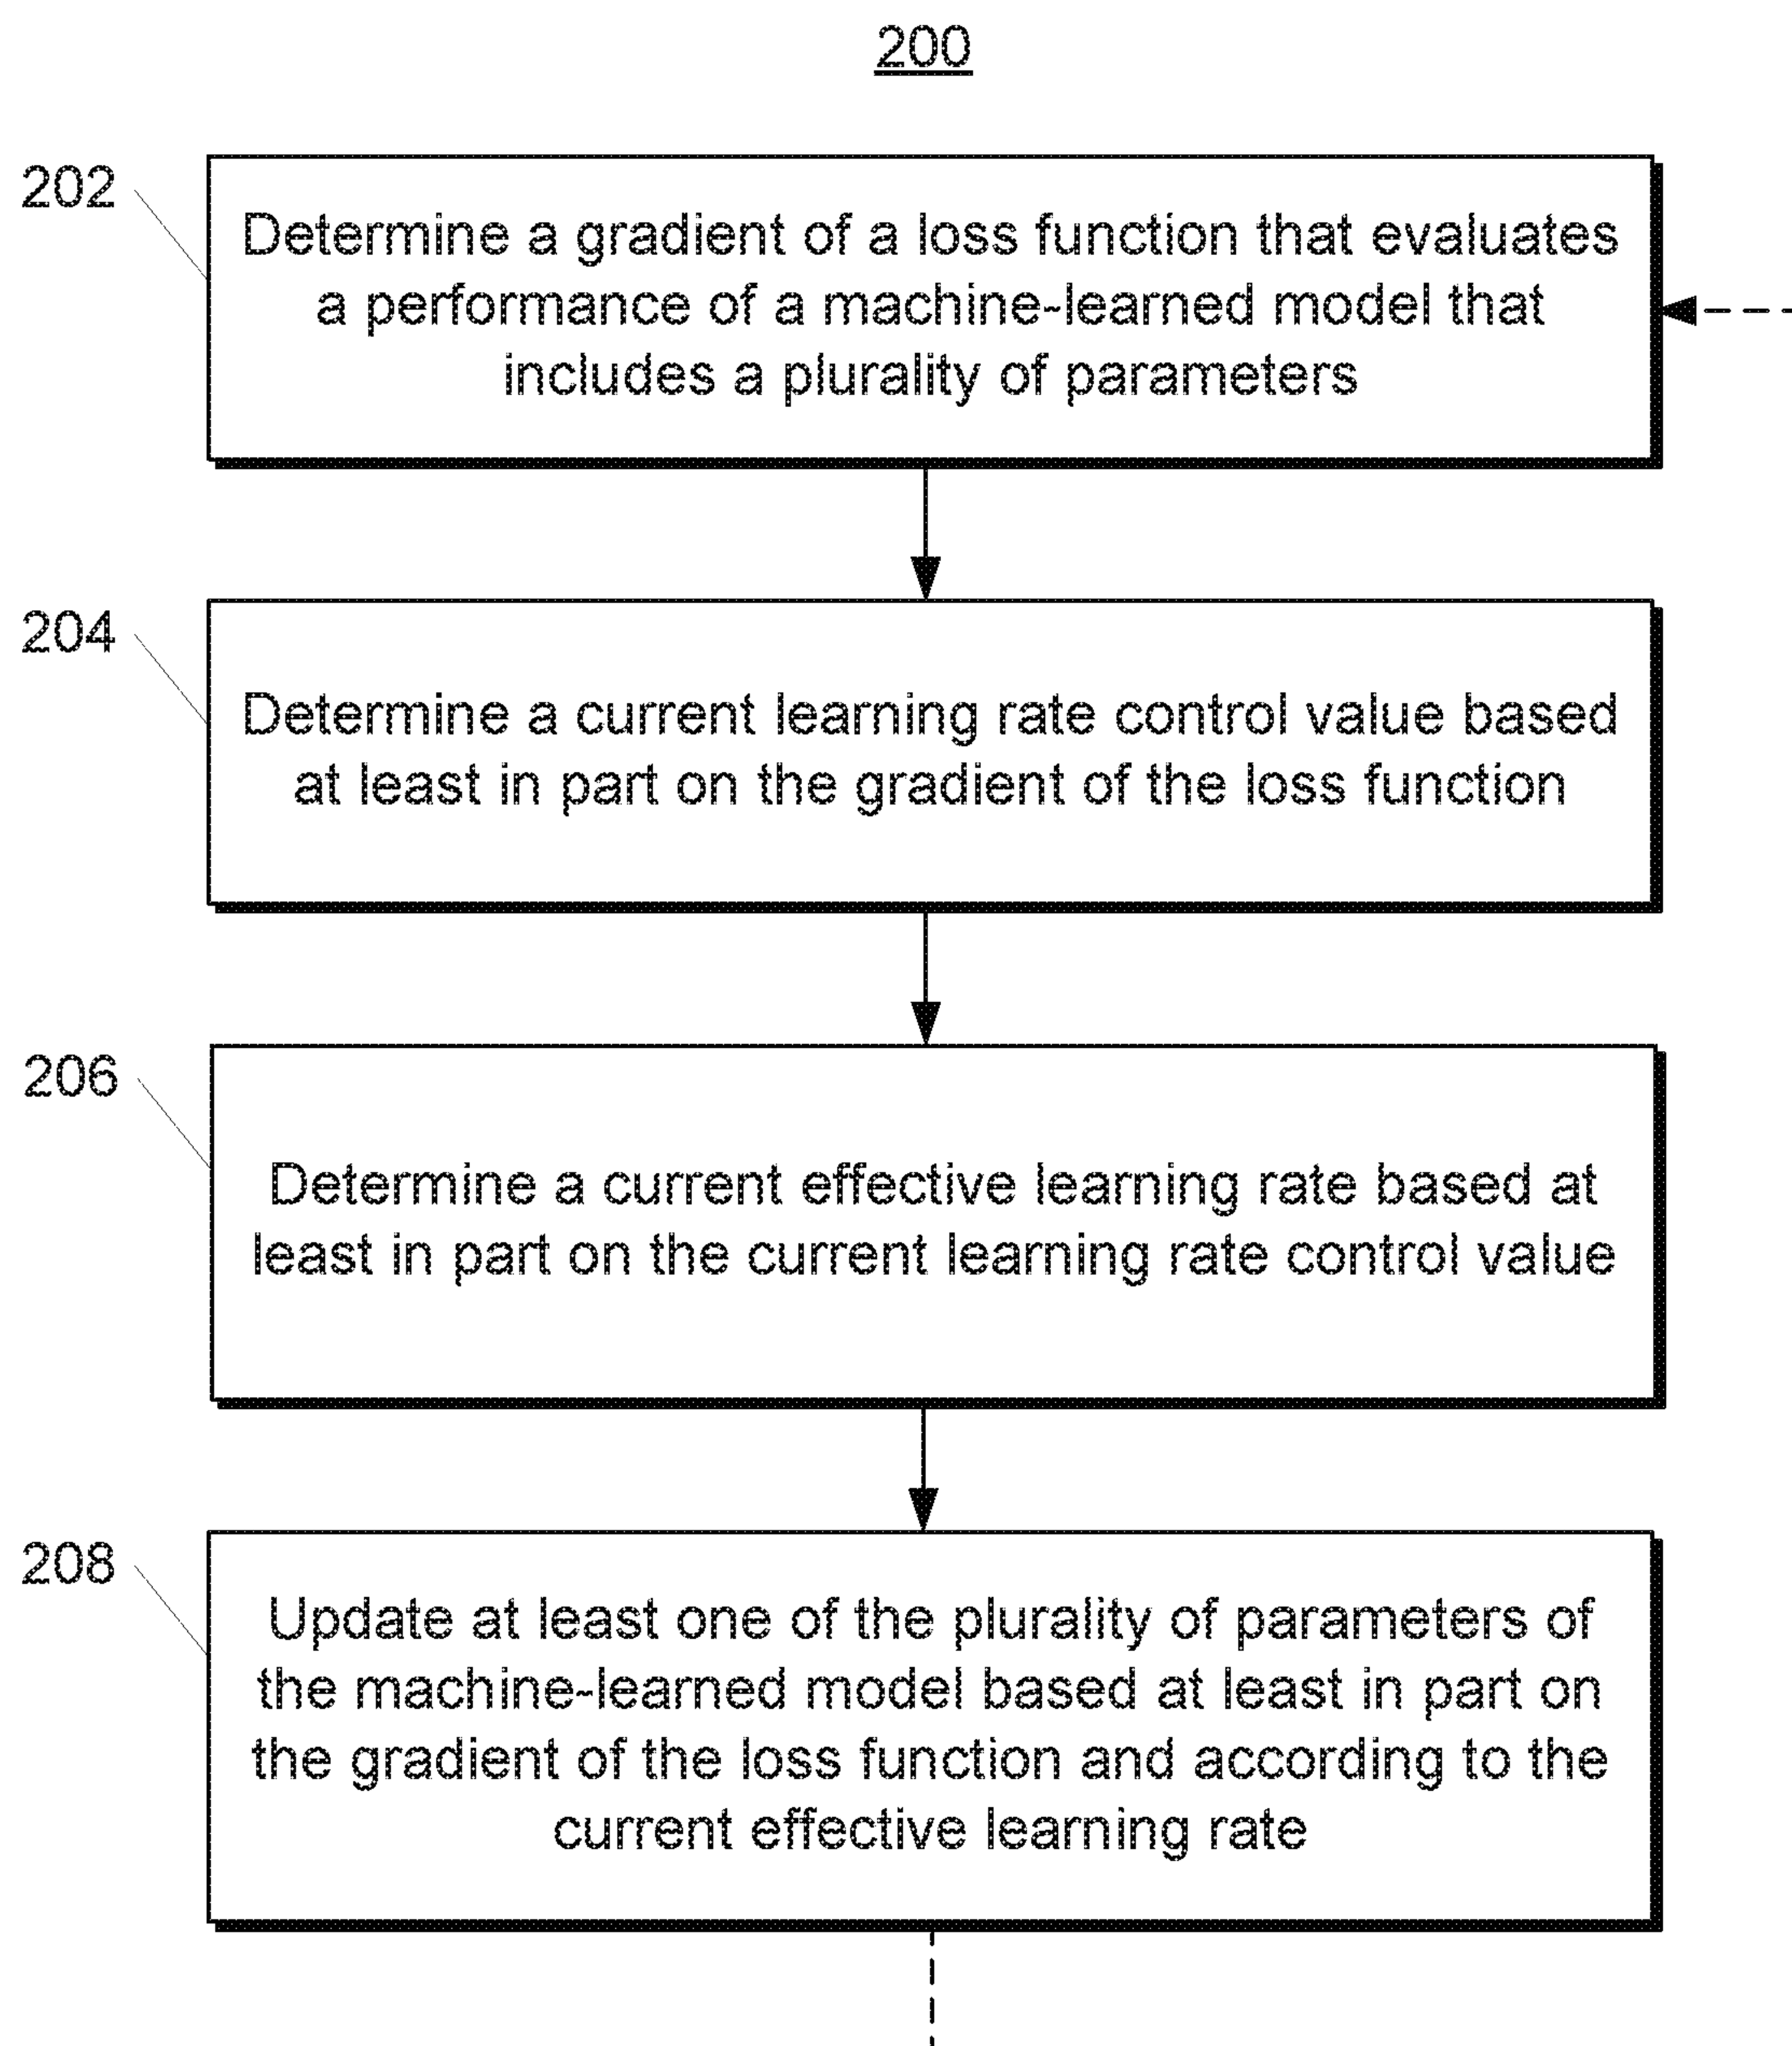 200
202
Determine a gradient of a loss function that evaluates
a performance of a machine-learned model that
includes a plurality of parameters
204
Determine a current learning rate control value based
at least in part on the gradient of the loss function
206
Determine a current effective learning rate based at
least in part on the current learning rate control value
208
Update at least one of the plurality of parameters of
the machine-learned model based at least in part on
the gradient of the loss function and according to the
current effective learning rate